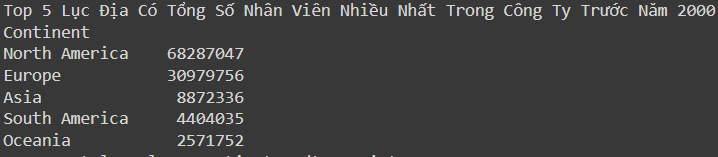 Top 5 Lục Địa Có Tổng Số Nhân Viên Nhiều Nhất Trong Công Ty Trước Năm 2000
Continent
North America 68287047
Europe 30979756
Asia 8872336
South America 4404035
Oceania 2571752